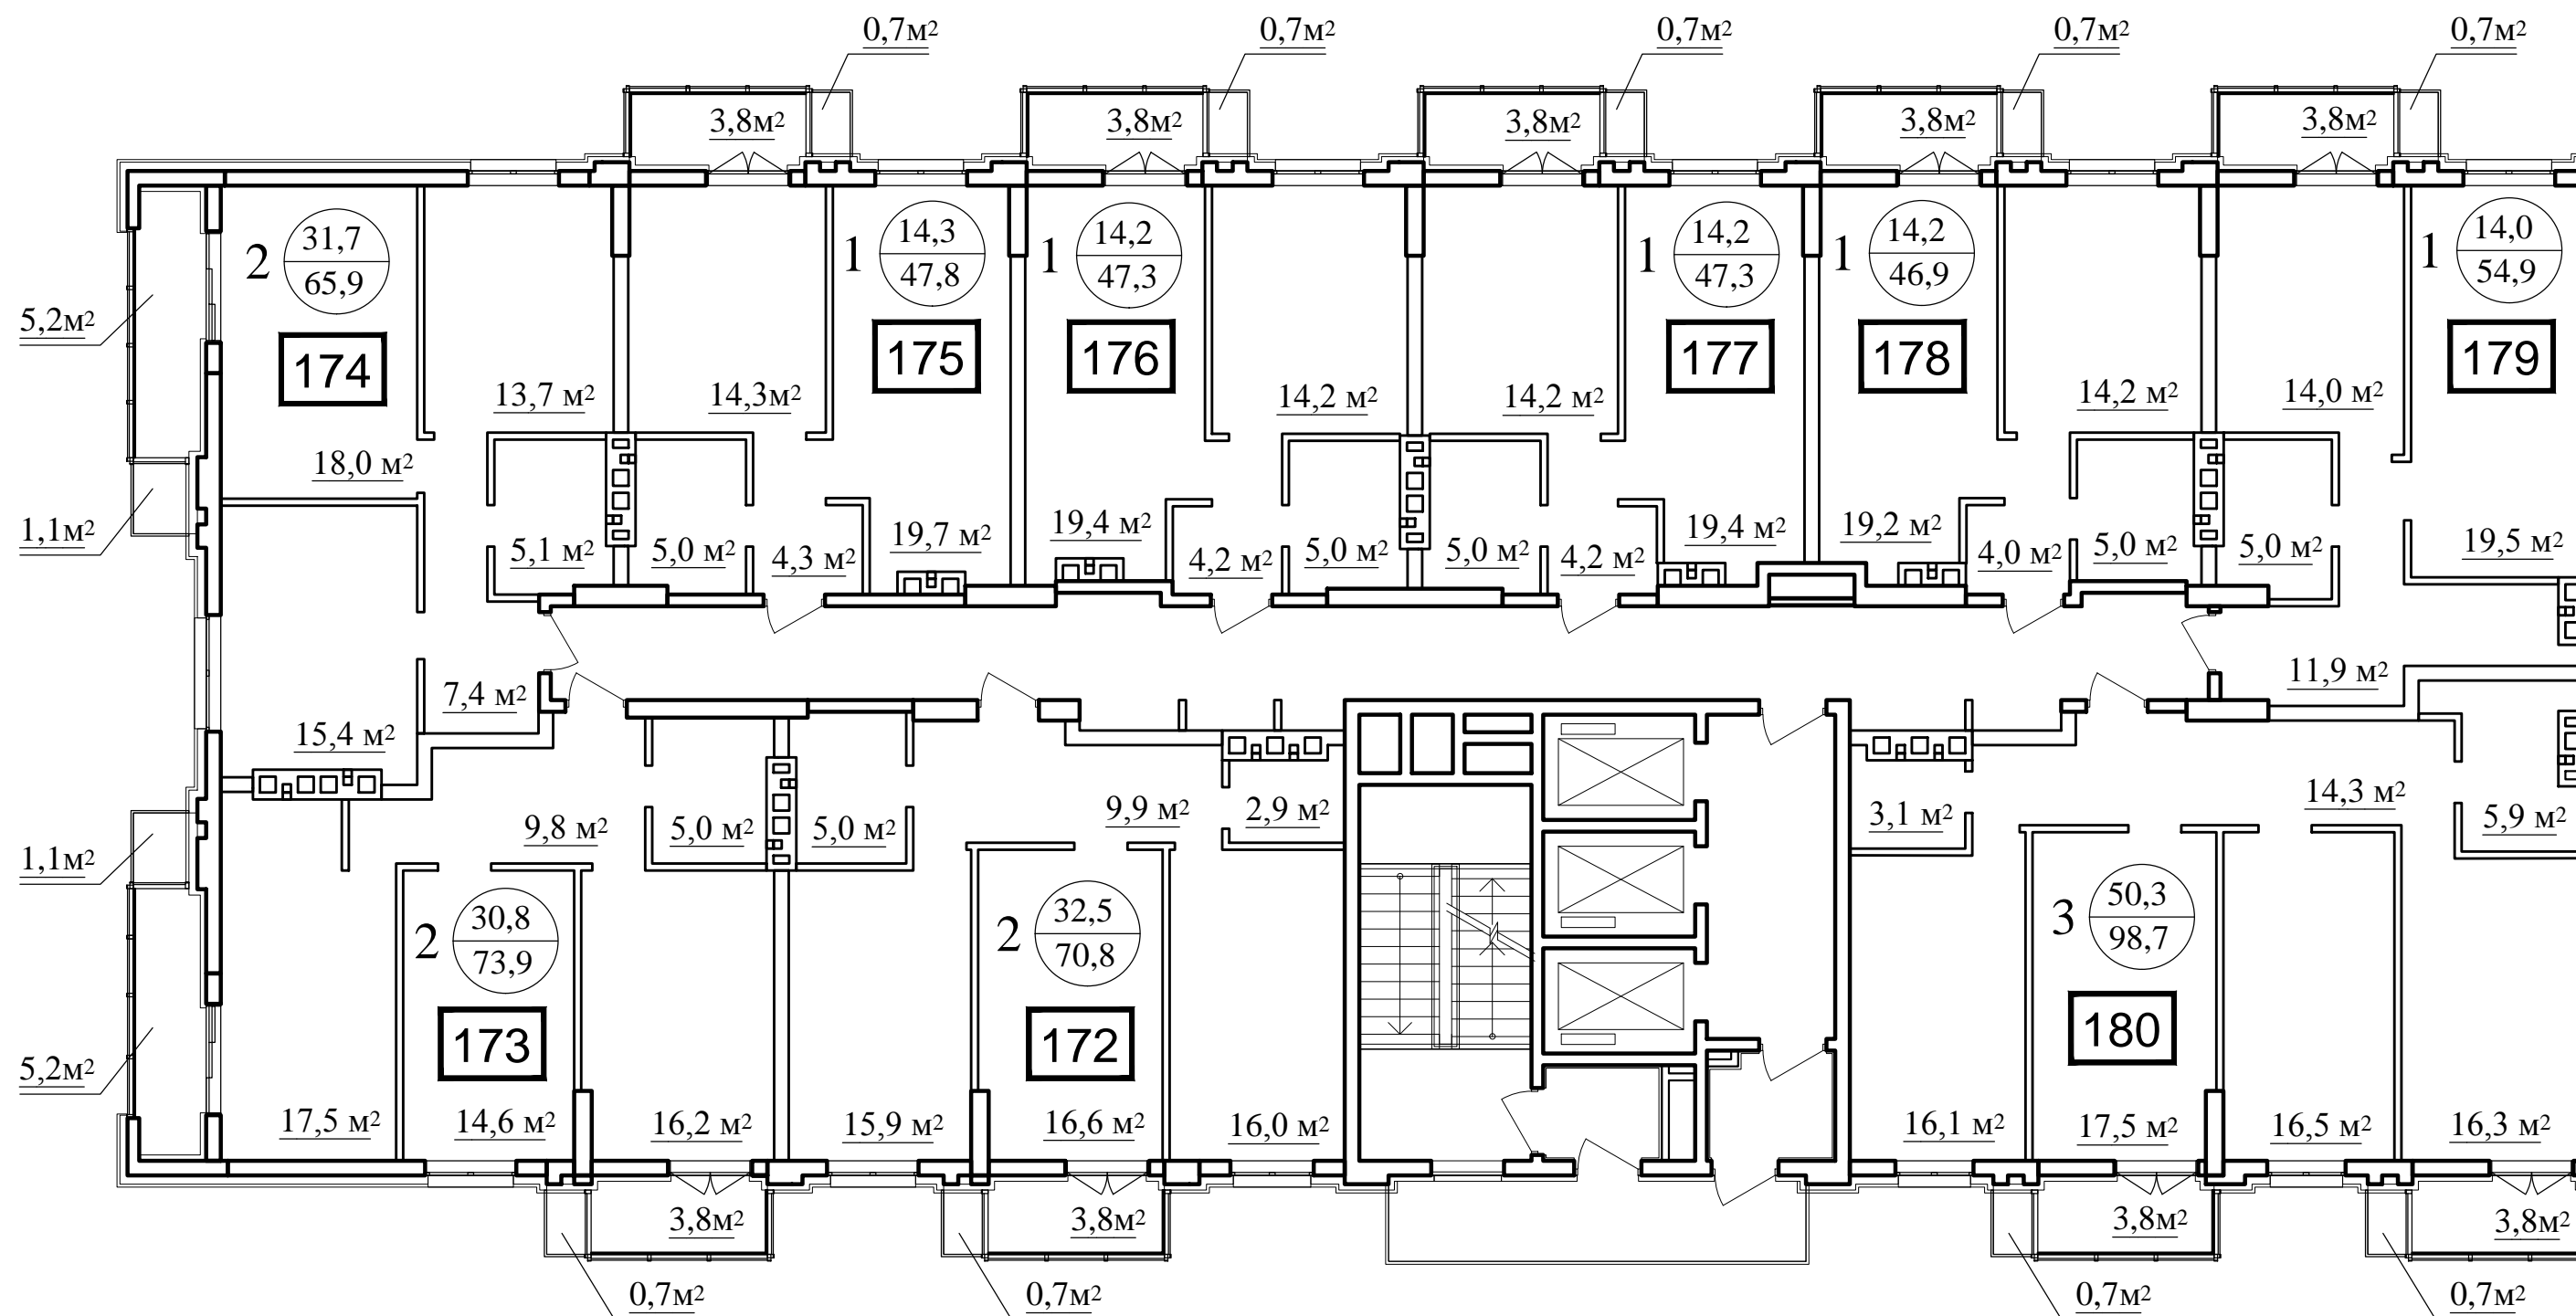 0,7м² 0,7м² 0,7м² 0,7м² 0,7м²
3,8м² 3,8м² 3,8м² 3,8м² 3,8м²
2 31,7 1 14,3 1 14,2 1 14,2 1 14,2 1 14,0
65,9 47,8 47,3 47,3 46,9 54,9
5,2м²
174 175 176 177 178 179
13,7 м² 14,3м² 14,2 м² 14,2 м² 14,2 м² 14,0 м²
18,0 м²
1,1м² 19,7 м² 19,4 м² 19,4 м² 19,2 м² 19,5 м²
5,1 м² 5,0 м² 4,3 м² 4,2 м² 5,0 м² 5,0 м² 4,2 м² 4,0 м² 5,0 м² 5,0 м²
7,4 м² 11,9 м²
15,4 м²
14,3 м²
1,1м² 9,8 м² 5,0 м² 5,0 м² 9,9 м² 2,9 м² 3,1 м² 5,9 м²
2 30,8 2 32,5 3 50,3
73,9 70,8 98,7
5,2м² 173 172 180
17,5 м² 14,6 м² 16,2 м² 15,9 м² 16,6 м² 16,0 м² 16,1 м² 17,5 м² 16,5 м² 16,3 м²
3,8м² 3,8м² 3,8м² 3,8м²
0,7м² 0,7м² 0,7м² 0,7м²